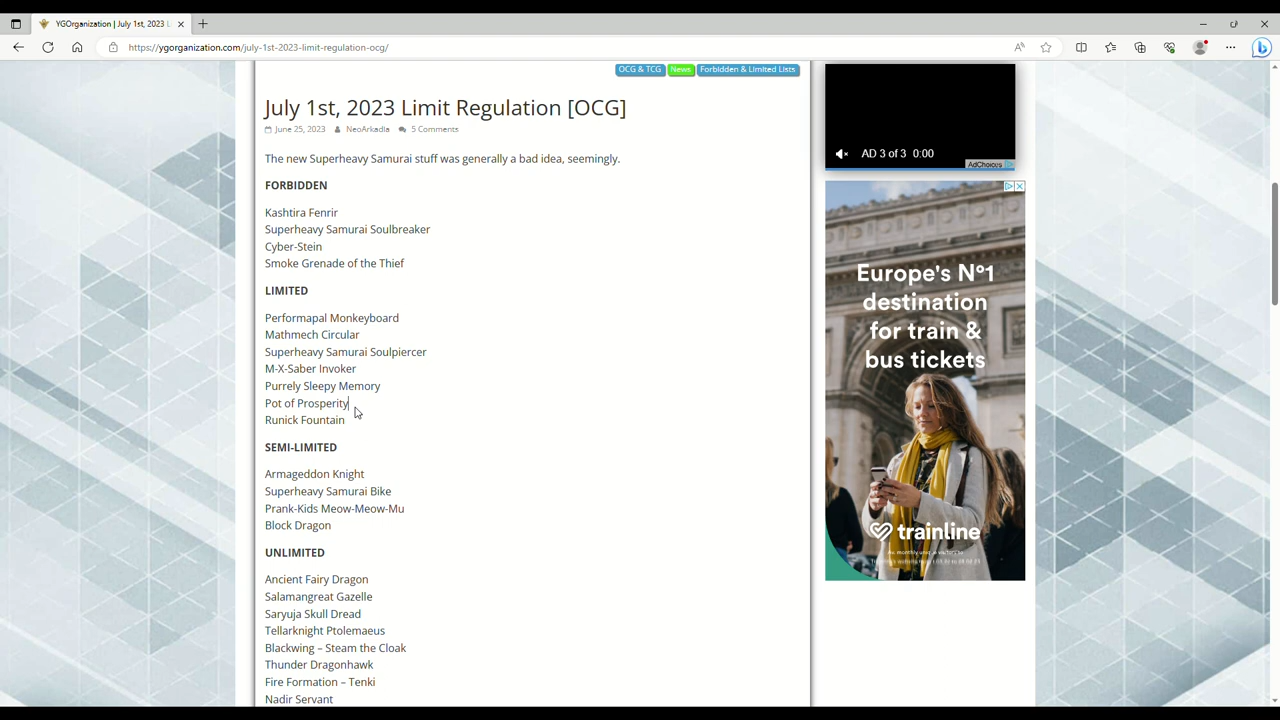 YGOrganization | July 1st, 2023 L
https://ygorganization.com/july-1st-2023-limit-regulation-ocg/
OCG & TCG News Forbidden & Limited Lists
July 1st, 2023 Limit Regulation [OCG]
June 25, 2023 NeoArkadia 5 Comments
The new Superheavy Samurai stuff was generally a bad idea, seemingly.
FORBIDDEN
Kashtira Fenrir
Superheavy Samurai Soulbreaker
Cyber-Stein
Smoke Grenade of the Thief
LIMITED
Performapal Monkeyboard
Mathmech Circular
Superheavy Samurai Soulpiercer
M-X-Saber Invoker
Purrely Sleepy Memory
Pot of Prosperity
Runick Fountain
SEMI-LIMITED
Armageddon Knight
Superheavy Samurai Bike
Prank-Kids Meow-Meow-Mu
Block Dragon
UNLIMITED
Ancient Fairy Dragon
Salamangreat Gazelle
Saryuja Skull Dread
Tellarknight Ptolemaeus
Blackwing – Steam the Cloak
Thunder Dragonhawk
Fire Formation – Tenki
Nadir Servant
AD 3 of 3 0:00
AdChoices
Europe's Nº1
destination
for train &
bus tickets
trainline